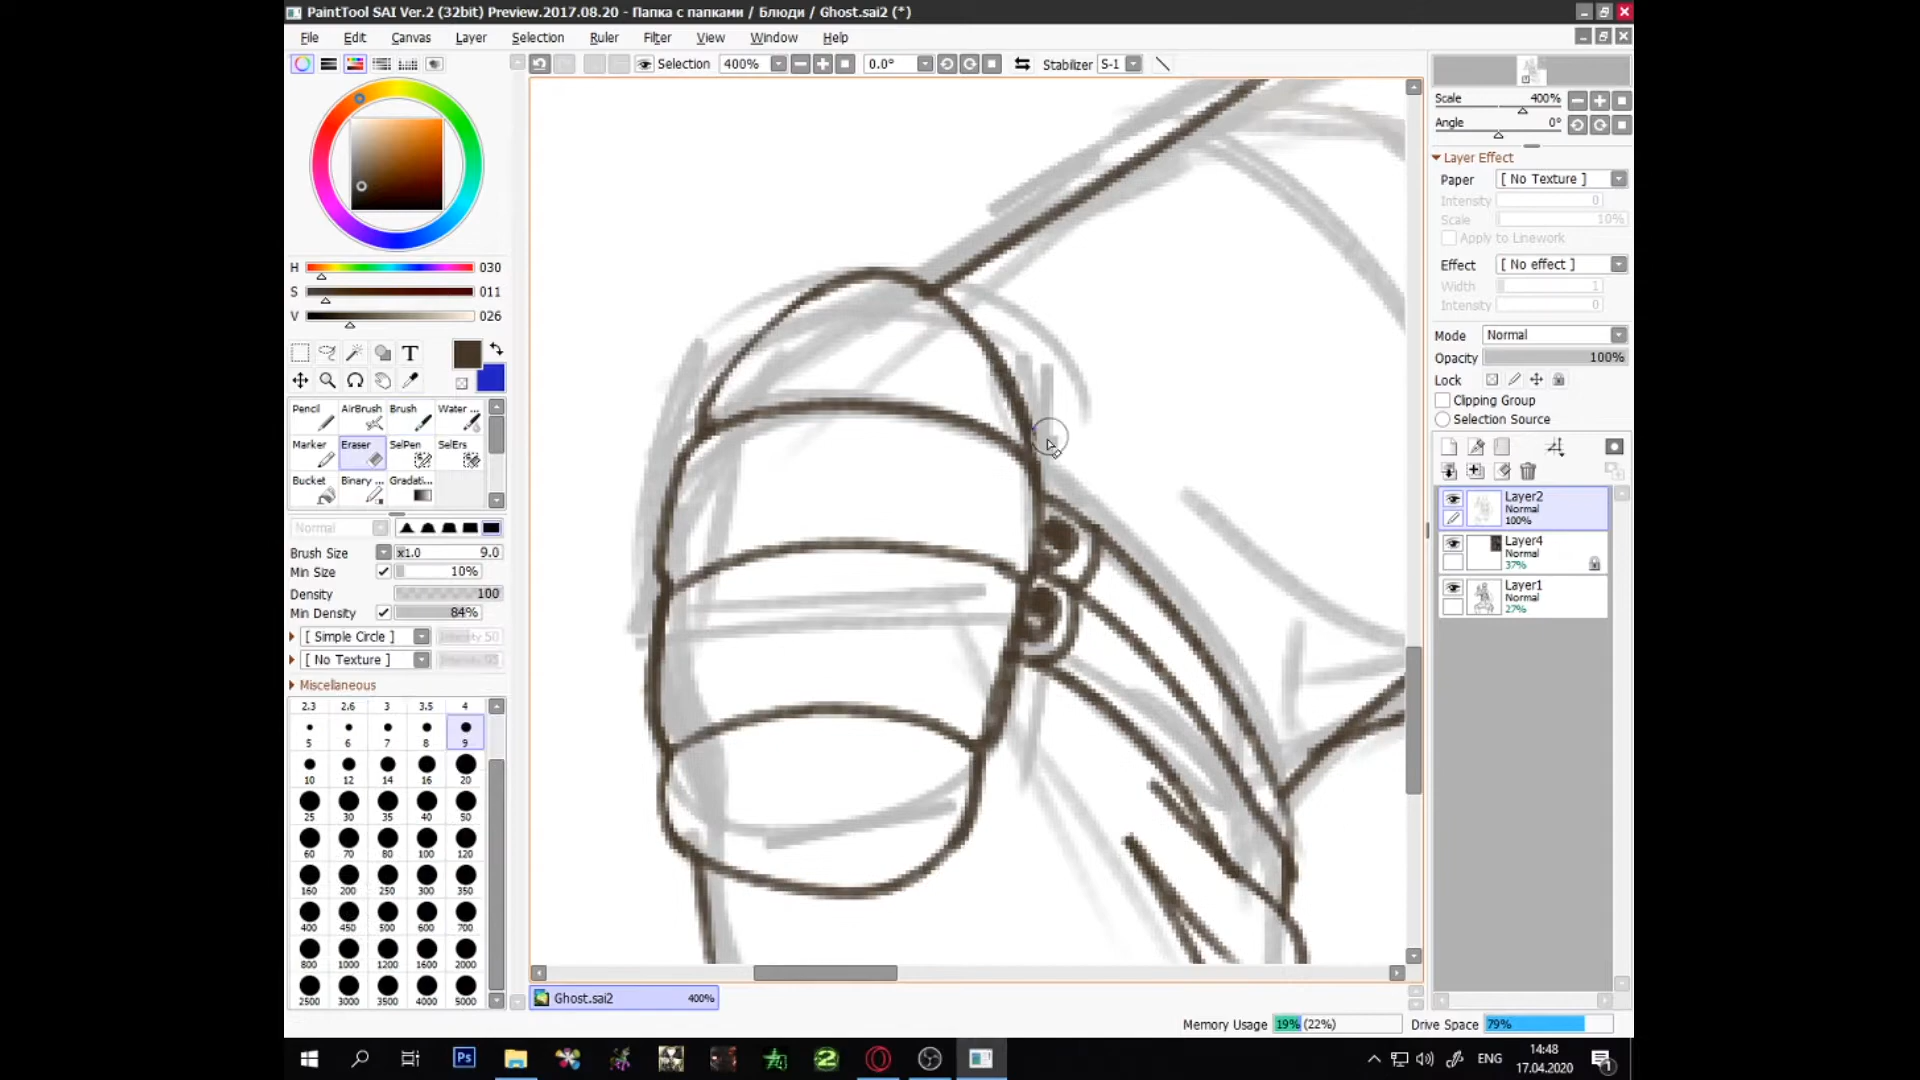 PaintTool SAI Ver.2 (32bit) Preview.2017.08.20 - Папка с папками / Блюди / Ghost.sai2 (*)
File Edit Canvas Layer Selection Ruler Filter View Window Help
Selection 400% 0.0° Stabilizer S-1
Scale 400%
Angle 0°
Layer Effect
Paper [ No Texture ]
Intensity 0
Scale 10%
Apply to Linework
Effect [ No effect ]
Width 1
Intensity 0
Mode Normal
Opacity 100%
Lock
Clipping Group
Selection Source
Layer2
Normal
100%
Layer4
Normal
37%
Layer1
Normal
27%
H 030
S 011
V 026
T
Pencil AirBrush Brush Water ...
Marker Eraser SelPen SelErs
Bucket Binary ... Gradati...
Normal
Brush Size x1.0 9.0
Min Size 10%
Density 100
Min Density 84%
[ Simple Circle ] Intensity 50
[ No Texture ]
Miscellaneous
2.3 2.6 3 3.5 4
5 6 7 8 9
10 12 14 16 20
25 30 35 40 50
60 70 80 100 120
160 200 250 300 350
400 450 500 600 700
800 1000 1200 1600 2000
2500 3000 3500 4000 5000
Ghost.sai2 400%
Memory Usage 19% (22%) Drive Space 79%
Ps 2 ENG 14:48
17.04.2020